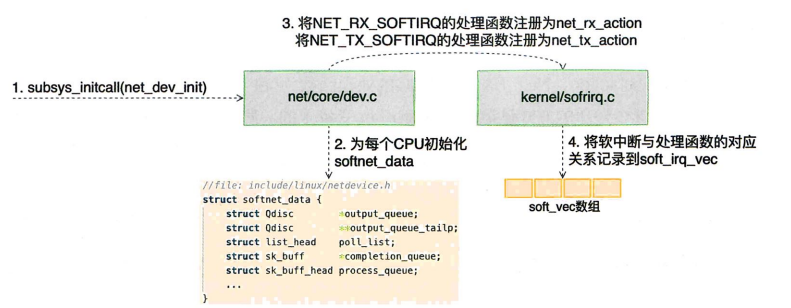 3. 将NET_RX_SOFTIRQ的处理函数注册为net_rx_action
将NET_TX_SOFTIRQ的处理函数注册为net_tx_action
1. subsys_initcall(net_dev_init)
net/core/dev.c
kernel/sofrirq.c
2. 为每个CPU初始化
softnet_data
4. 将软中断与处理函数的对应
关系记录到soft_irq_vec
//file: include/linux/netdevice.h
struct softnet_data {
struct Qdisc *output_queue;
struct Qdisc **output_queue_tailp;
struct list_head poll_list;
struct sk_buff *completion_queue;
struct sk_buff_head process_queue;
...
}
soft_vec数组